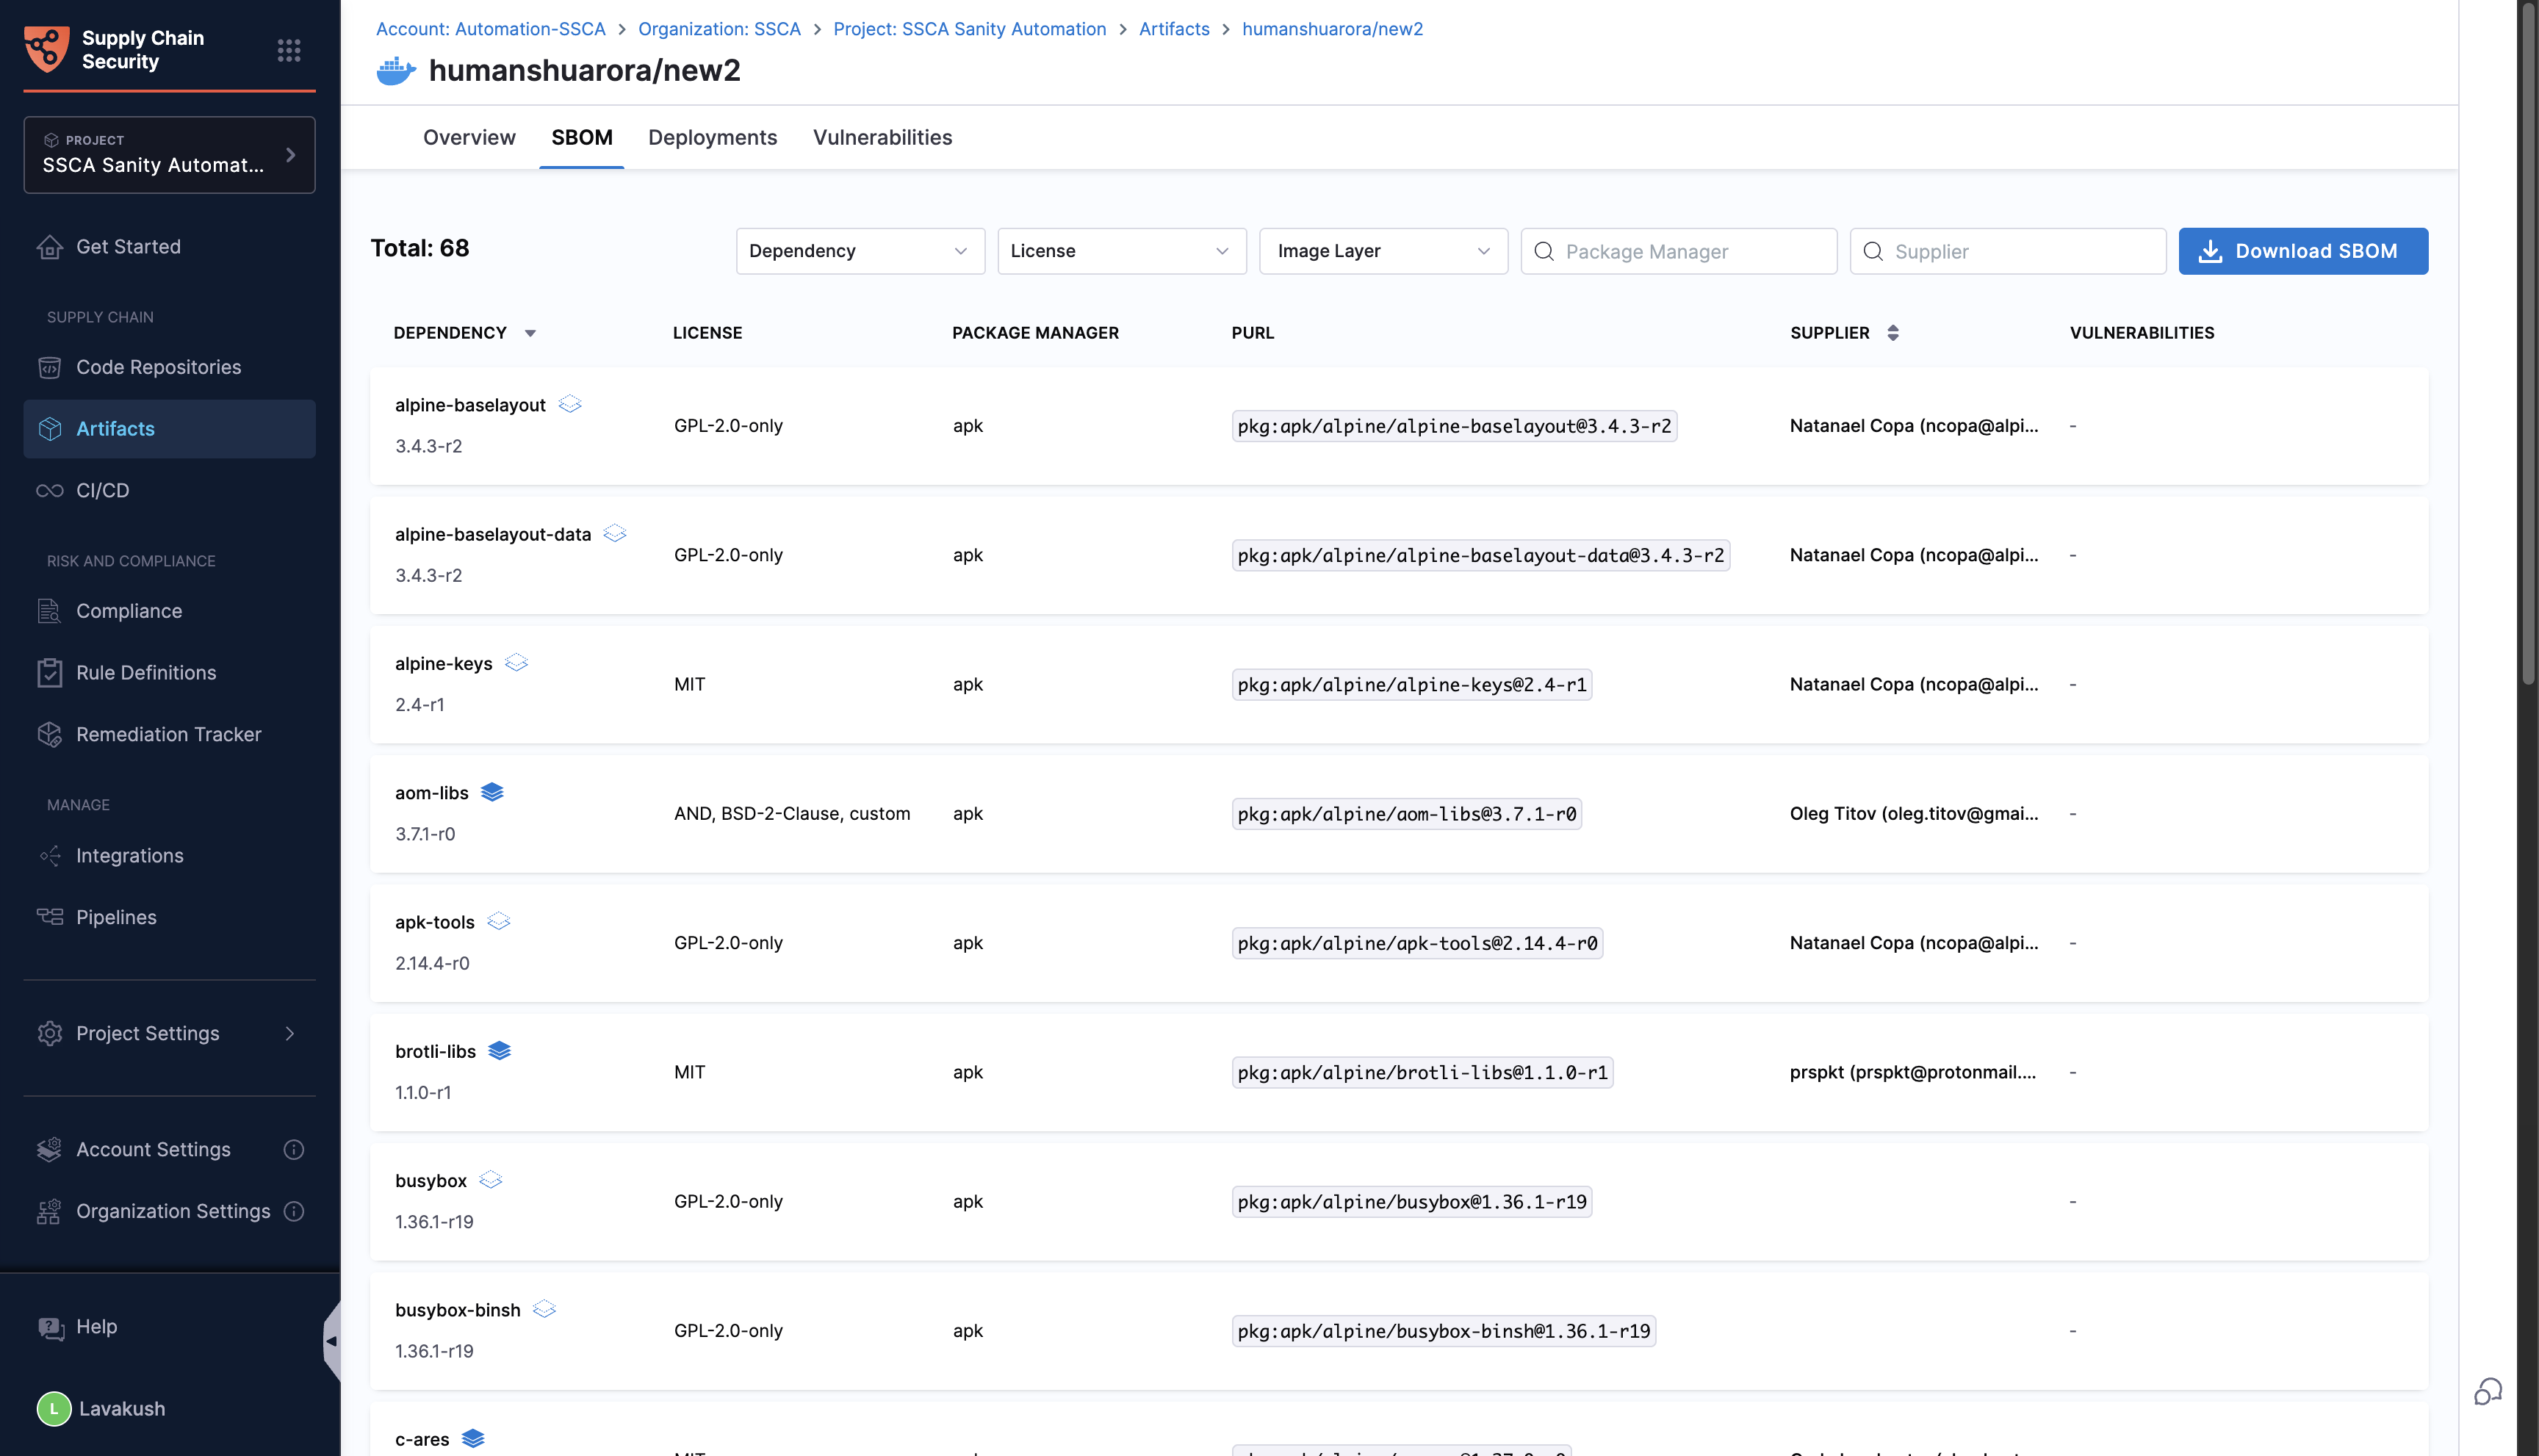 Supply Chain
Security
PROJECT
SSCA Sanity Automat...
Get Started
SUPPLY CHAIN
Code Repositories
Artifacts
CI/CD
RISK AND COMPLIANCE
Compliance
Rule Definitions
Remediation Tracker
MANAGE
Integrations
Pipelines
Project Settings
Account Settings
Organization Settings
Help
L Lavakush
Account: Automation-SSCA > Organization: SSCA > Project: SSCA Sanity Automation > Artifacts > humanshuarora/new2
humanshuarora/new2
Overview SBOM Deployments Vulnerabilities
Total: 68 Dependency License Image Layer Package Manager Supplier Download SBOM
DEPENDENCY LICENSE PACKAGE MANAGER PURL SUPPLIER VULNERABILITIES
alpine-baselayout
3.4.3-r2
GPL-2.0-only apk pkg:apk/alpine/alpine-baselayout@3.4.3-r2 Natanael Copa (ncopa@alpi... -
alpine-baselayout-data
3.4.3-r2
GPL-2.0-only apk pkg:apk/alpine/alpine-baselayout-data@3.4.3-r2 Natanael Copa (ncopa@alpi... -
alpine-keys
2.4-r1
MIT apk pkg:apk/alpine/alpine-keys@2.4-r1 Natanael Copa (ncopa@alpi... -
aom-libs
3.7.1-r0
AND, BSD-2-Clause, custom apk pkg:apk/alpine/aom-libs@3.7.1-r0 Oleg Titov (oleg.titov@gmai... -
apk-tools
2.14.4-r0
GPL-2.0-only apk pkg:apk/alpine/apk-tools@2.14.4-r0 Natanael Copa (ncopa@alpi... -
brotli-libs
1.1.0-r1
MIT apk pkg:apk/alpine/brotli-libs@1.1.0-r1 prspkt (prspkt@protonmail.... -
busybox
1.36.1-r19
GPL-2.0-only apk pkg:apk/alpine/busybox@1.36.1-r19 -
busybox-binsh
1.36.1-r19
GPL-2.0-only apk pkg:apk/alpine/busybox-binsh@1.36.1-r19 -
c-ares